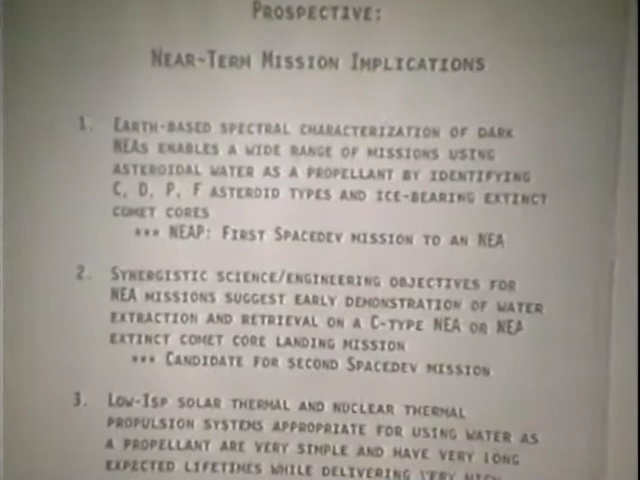 PROSPECTIVE:
NEAR-TERM MISSION IMPLICATIONS
1. EARTH-BASED SPECTRAL CHARACTERIZATION OF DARK
NEAS ENABLES A WIDE RANGE OF MISSIONS USING
ASTEROIDAL WATER AS A PROPELLANT BY IDENTIFYING
C, D, P, F ASTEROID TYPES AND ICE-BEARING EXTINCT
COMET CORES
*** NEAP: FIRST SPACEDEV MISSION TO AN NEA
2. SYNERGISTIC SCIENCE/ENGINEERING OBJECTIVES FOR
NEA MISSIONS SUGGEST EARLY DEMONSTRATION OF WATER
EXTRACTION AND RETRIEVAL ON A C-TYPE NEA OR NEA
EXTINCT COMET CORE LANDING MISSION
*** CANDIDATE FOR SECOND SPACEDEV MISSION
3. LOW-ISP SOLAR THERMAL AND NUCLEAR THERMAL
PROPULSION SYSTEMS APPROPRIATE FOR USING WATER AS
A PROPELLANT ARE VERY SIMPLE AND HAVE VERY LONG
EXPECTED LIFETIMES WHILE DELIVERING VERY HIGH